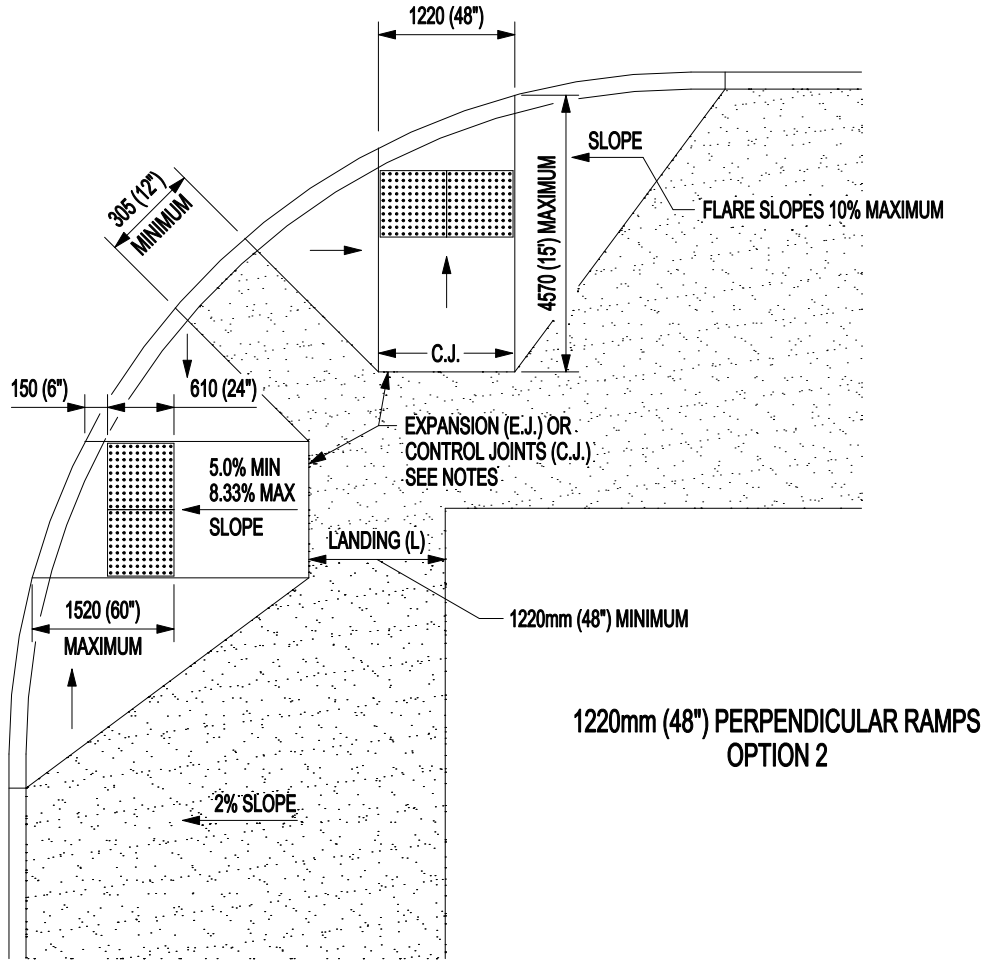 1220 (48")
SLOPE
305 (12")
MINIMUM
4570 (15') MAXIMUM
FLARE SLOPES 10% MAXIMUM
C.J.
150 (6")
610 (24")
EXPANSION (E.J.) OR
CONTROL JOINTS (C.J.)
SEE NOTES
5.0% MIN
8.33% MAX
SLOPE
LANDING (L)
1520 (60")
MAXIMUM
1220mm (48") MINIMUM
1220mm (48") PERPENDICULAR RAMPS
OPTION 2
2% SLOPE